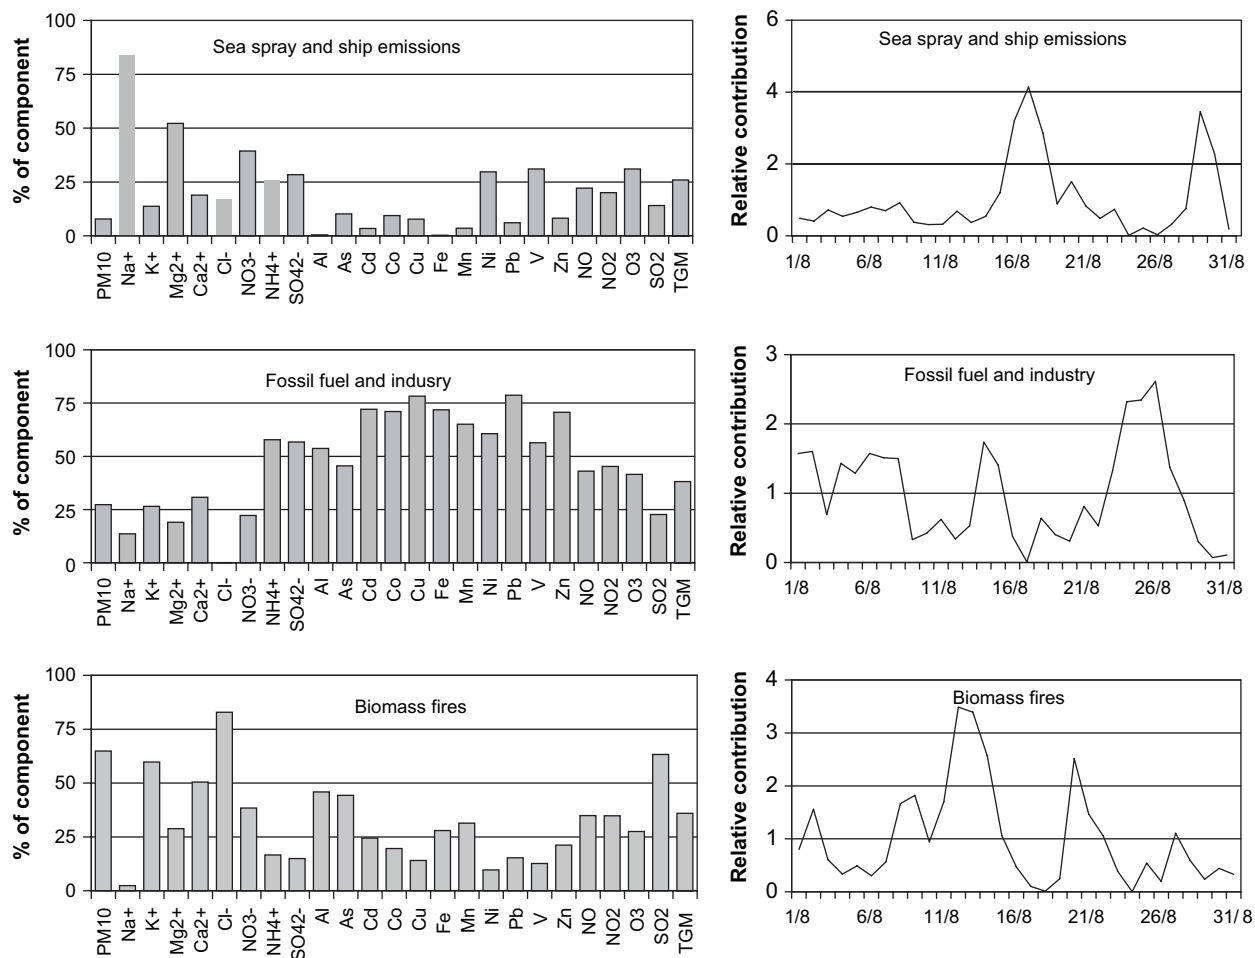 % of component
100
75
50
25
0
Sea spray and ship emissions
PM10 Na+ K+ Mg2+ Ca2+ Cl- NO3- NH4+ SO42- Al As Cd Co Cu Fe Mn Ni Pb V Zn NO NO2 O3 SO2 TGM
Relative contribution
6
4
2
0
Sea spray and ship emissions
1/8 6/8 11/8 16/8 21/8 26/8 31/8
% of component
100
75
50
25
0
Fossil fuel and indusry
PM10 Na+ K+ Mg2+ Ca2+ Cl- NO3- NH4+ SO42- Al As Cd Co Cu Fe Mn Ni Pb V Zn NO NO2 O3 SO2 TGM
Relative contribution
3
2
1
0
Fossil fuel and industry
1/8 6/8 11/8 16/8 21/8 26/8 31/8
% of component
100
75
50
25
0
Biomass fires
PM10 Na+ K+ Mg2+ Ca2+ Cl- NO3- NH4+ SO42- Al As Cd Co Cu Fe Mn Ni Pb V Zn NO NO2 O3 SO2 TGM
Relative contribution
4
3
2
1
0
Biomass fires
1/8 6/8 11/8 16/8 21/8 26/8 31/8